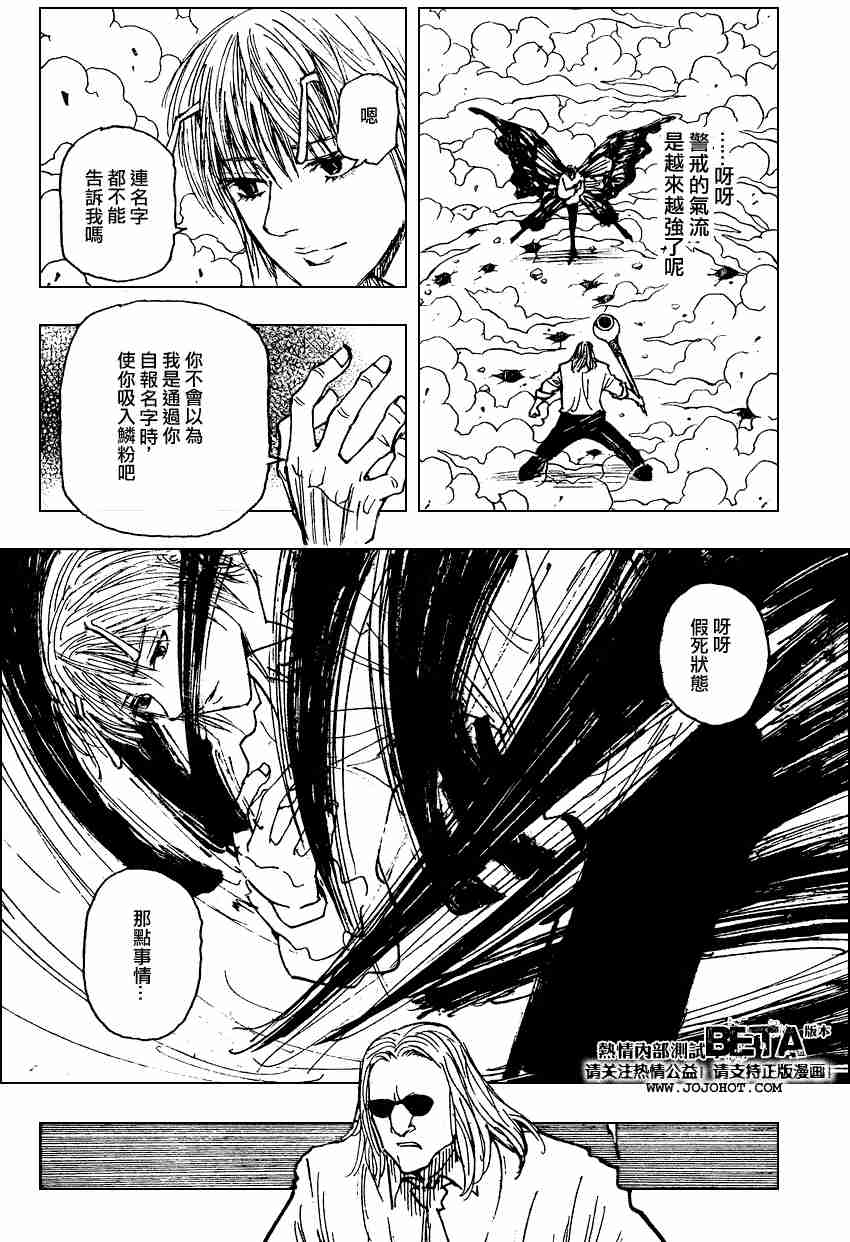 ……呀呀
警戒的氣流
是越來越強了呢
嗯
連名字
都不能
告訴我嗎
你不會以為
我是通過你
自報名字時，
使你吸入鱗粉吧
呀呀
假死狀態
那點事情…
熱情內部測試BETA版本
请关注热情公益！请支持正版漫画！
WWW.JOJOHOT.COM